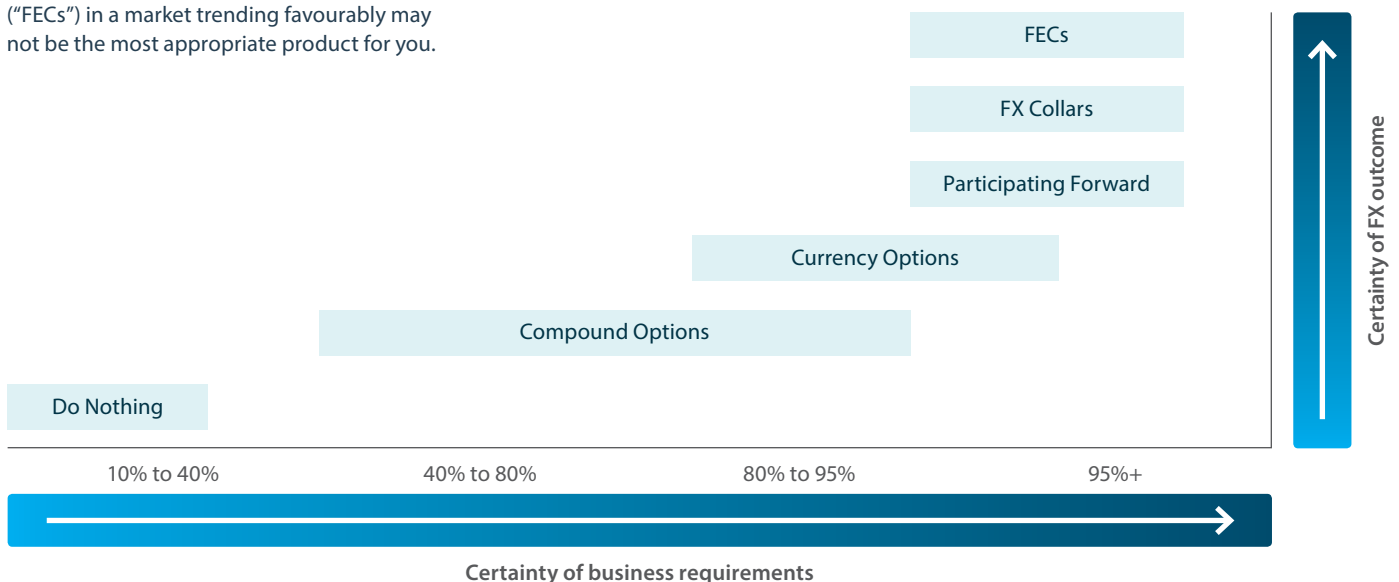 (“FECs”) in a market trending favourably may
not be the most appropriate product for you.
FECs
FX Collars
Participating Forward
Currency Options
Compound Options
Do Nothing
Certainty of FX outcome
10% to 40%
40% to 80%
80% to 95%
95%+
Certainty of business requirements